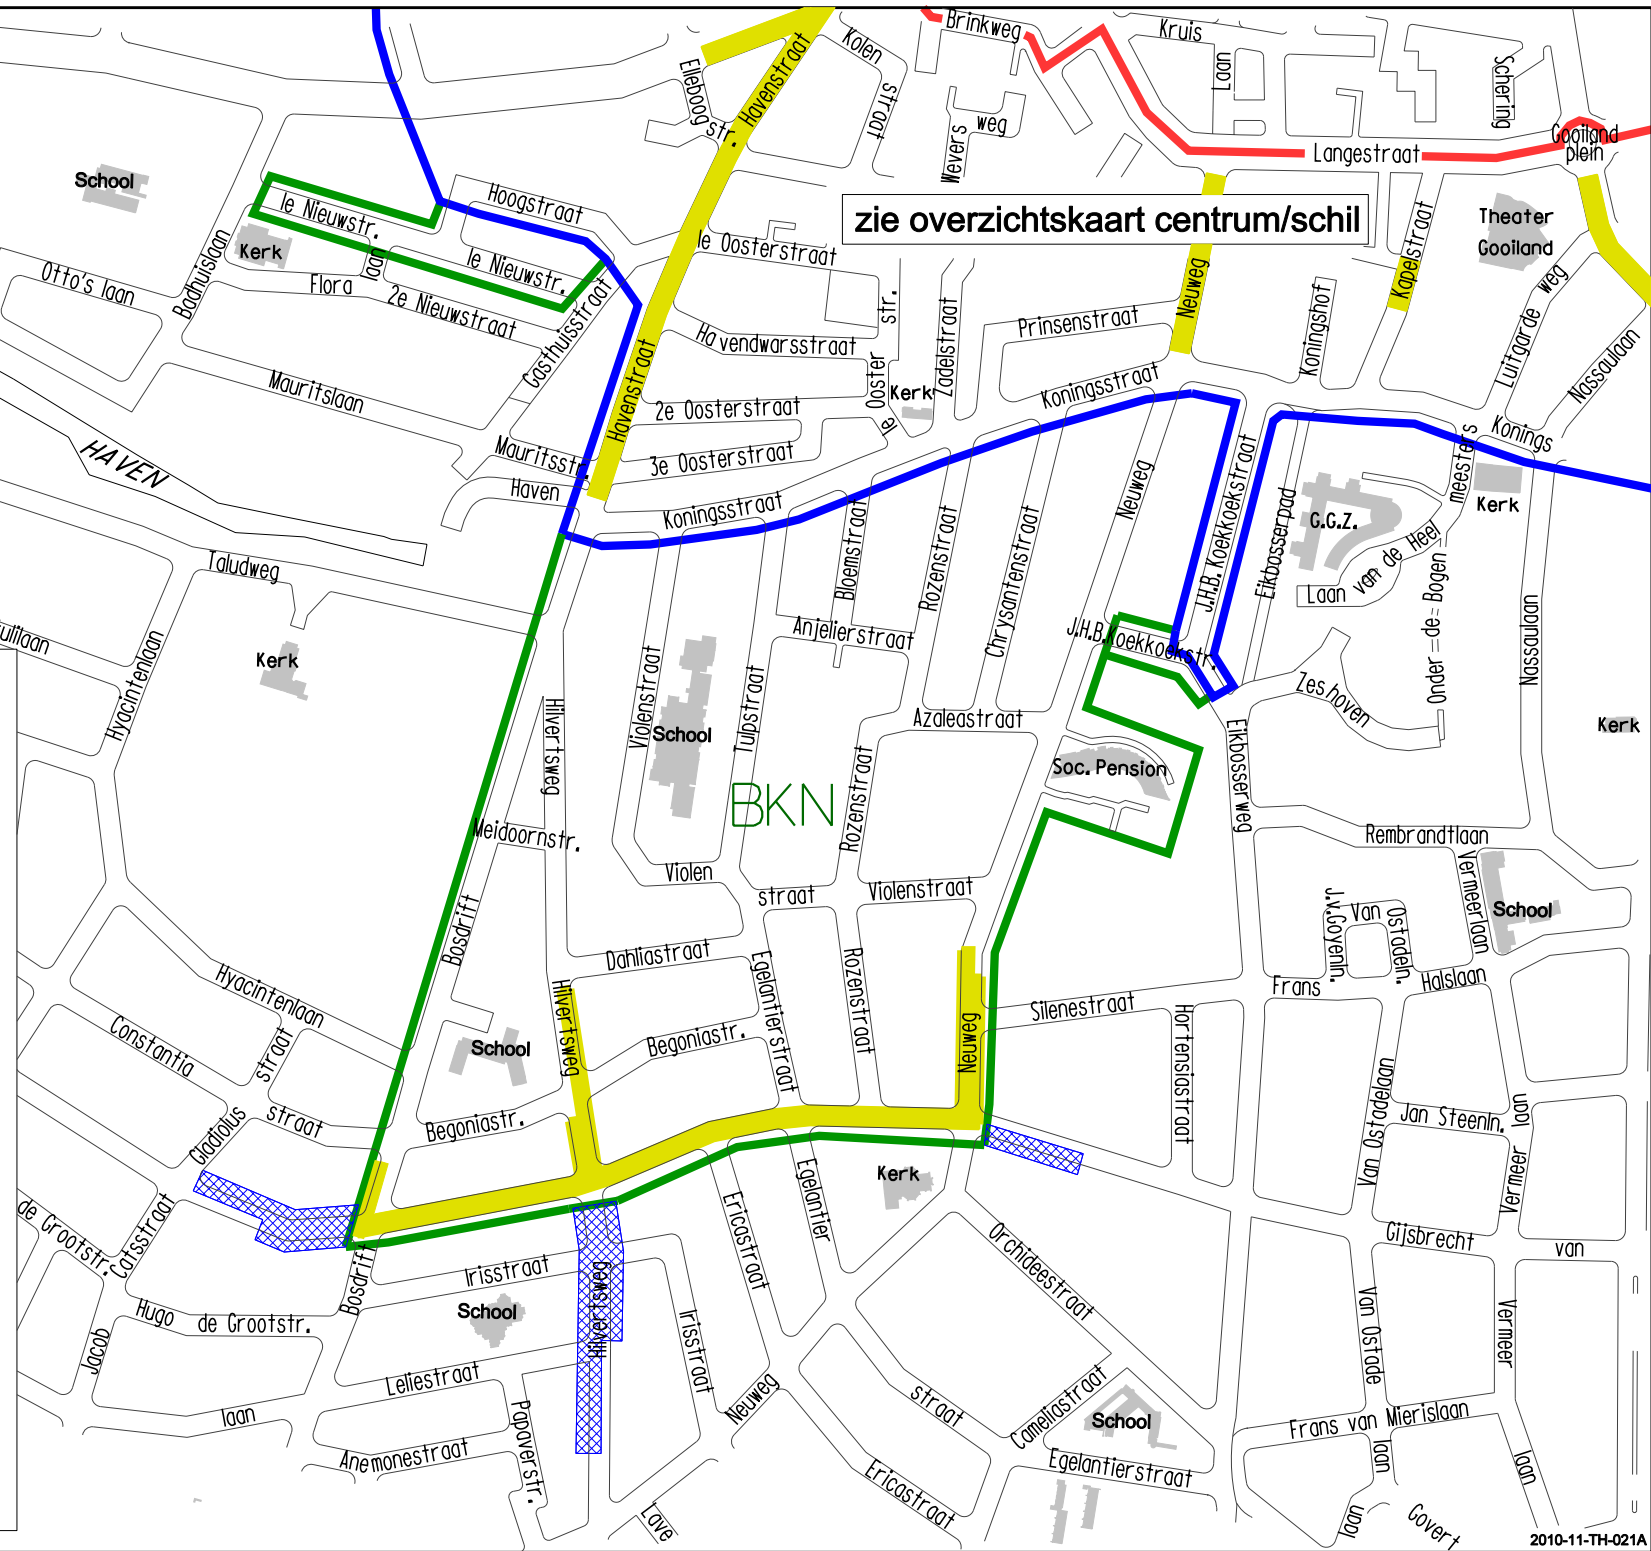 Brinkweg
Kruis
Kolen
straat
Elleboog
str.
Havenstraat
Laan
Schering
Wevers
weg
Gooiland
plein
Langestraat
School
Hoogstraat
1e Nieuwstr.
Kerk
laan
1e Nieuwstr.
Flora
2e Nieuwstraat
Badhuislaan
Otto's laan
Gasthuisstraat
1e Oosterstraat
zie overzichtskaart centrum/schil
Theater
Gooiland
Neuweg
Kapelstraat
weg
Luitgarde
Nassaulaan
Koningshof
Prinsenstraat
Zadelstraat
str.
Ooster
Havendwarsstraat
Havenstraat
Mauritslaan
2e Oosterstraat
Kerk
Koningsstraat
3e Oosterstraat
Mauritsstr.
Haven
HAVEN
Koningsstraat
Konings
meesters
Kerk
G.G.Z.
Neuweg
J.H.B. Koekkoekstraat
Eikbosserpad
Laan
van de Heel
Onder-de-Bogen
Nassaulaan
Taludweg
Bloemstraat
Rozenstraat
Chrysantenstraat
Anjelierstraat
J.H.B.Koekkoekstr.
Hyacintenlaan
Kerk
Violenstraat
Tulpstraat
School
Hilvertsweg
Azaleastraat
Zeshoven
Kerk
Eikbosserweg
Soc. Pension
BKN
Rozenstraat
Meidoornstr.
Rembrandtlaan
Violen
straat
Violenstraat
Vermeerlaan
School
J.v.Goyenln.
Van
Ostadeln.
Bosdrift
Dahliastraat
Egelantierstraat
Rozenstraat
Frans
Halslaan
Hyacintenlaan
Constantia
straat
Gladiolus
straat
School
Hilvertsweg
Begoniastr.
Neuweg
Silenestraat
Hortensiastraat
Van Ostadelaan
Jan Steenln.
laan
Vermeer
Begoniastr.
Kerk
de Grootstr.
Catsstraat
Bosdrift
Irisstraat
Hilvertsweg
Ericastraat
Egelantier
Orchideestraat
Gijsbrecht
van
Hugo
de Grootstr.
Jacob
School
Irisstraat
Van Ostade
Vermeer
Leliestraat
laan
Neuweg
straat
Cameliastraat
School
Frans van Mierislaan
Papaverstr.
Anemonestraat
Ericastraat
Egelantierstraat
laan
laan
laan
Govert
Lave
2010-11-TH-021A